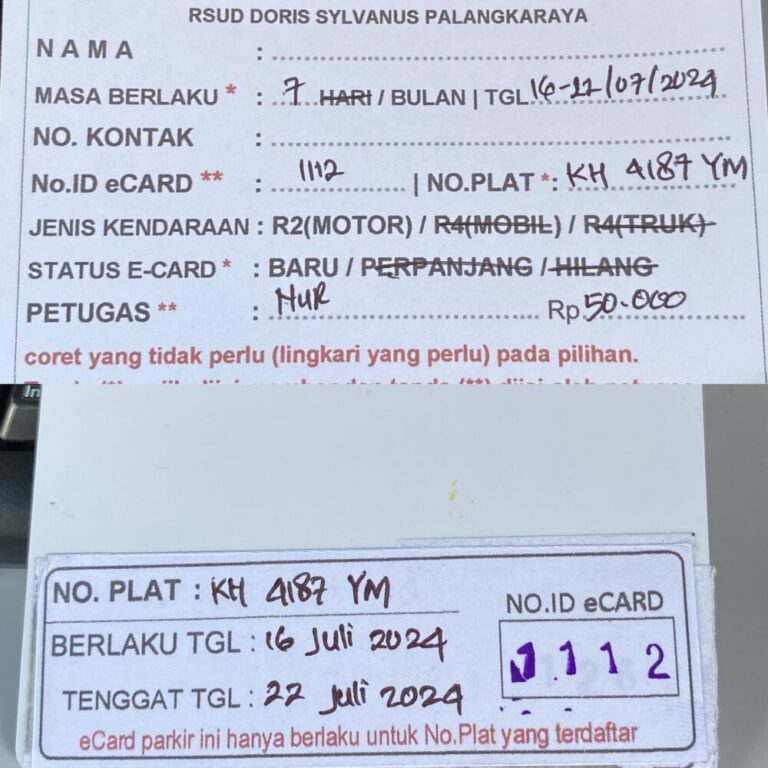 RSUD DORIS SYLVANUS PALANGKARAYA
NAMA :
MASA BERLAKU * : 7 HARI / BULAN | TGL. 16-22/07/2024
NO. KONTAK :
No.ID eCARD ** : 1112 | NO.PLAT *: KH 4187 YM
JENIS KENDARAAN : R2(MOTOR) / R4(MOBIL) / R4(TRUK)
STATUS E-CARD * : BARU / PERPANJANG / HILANG
PETUGAS ** : NUR Rp 50.000
coret yang tidak perlu (lingkari yang perlu) pada pilihan.
NO. PLAT : KH 4187 YM
BERLAKU TGL : 16 Juli 2024
TENGGAT TGL : 22 Juli 2024
NO.ID eCARD
1112
eCard parkir ini hanya berlaku untuk No.Plat yang terdaftar